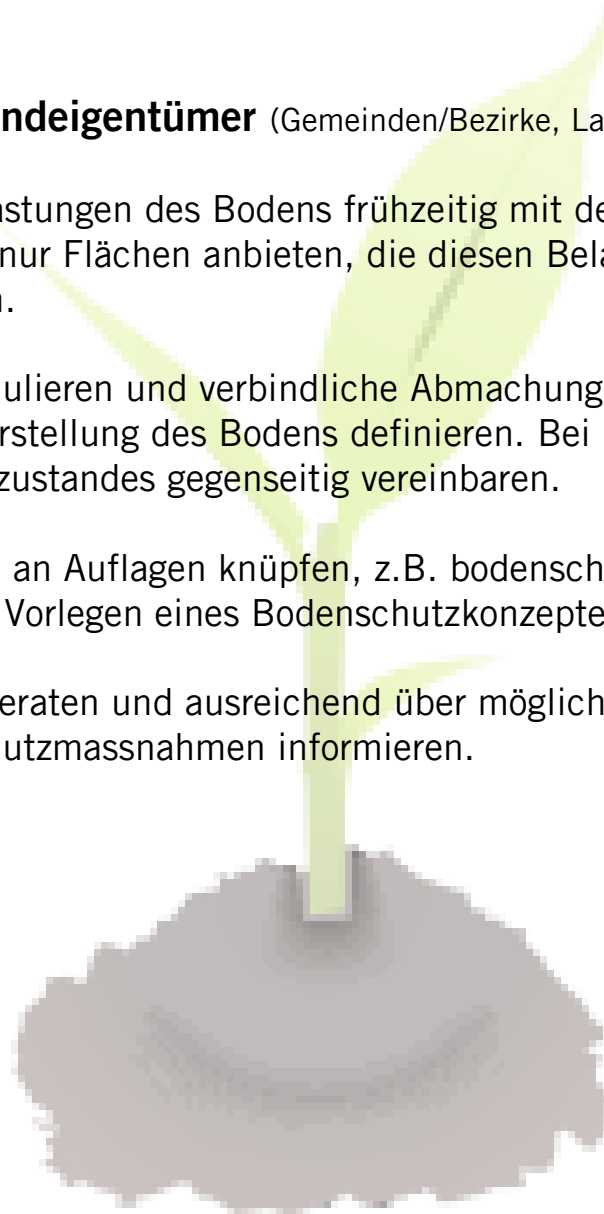 ndeigentümer (Gemeinden/Bezirke, La
astungen des Bodens frühzeitig mit de
nur Flächen anbieten, die diesen Bela
n.
ulieren und verbindliche Abmachung
erstellung des Bodens definieren. Bei
zustandes gegenseitig vereinbaren.
an Auflagen knüpfen, z.B. bodensch
Vorlegen eines Bodenschutzkonzepte
eraten und ausreichend über möglich
utzmassnahmen informieren.